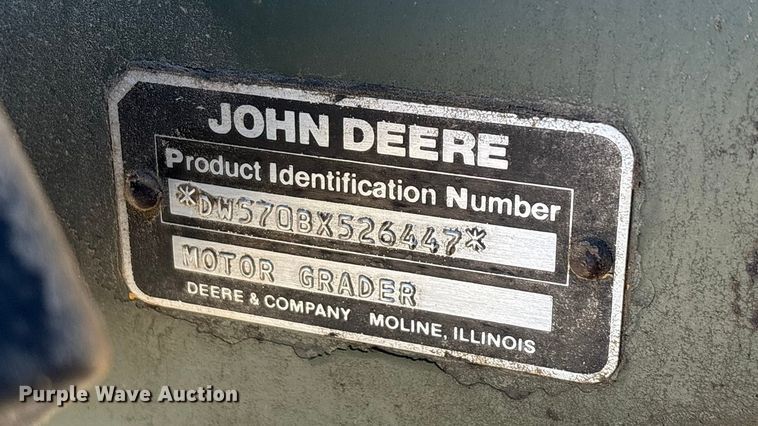 JOHN DEERE
Product Identification Number
*DW570BX526447*
MOTOR GRADER
DEERE & COMPANY MOLINE, ILLINOIS
Purple Wave Auction